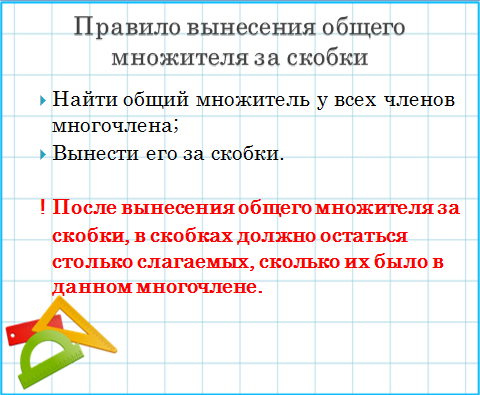 Правило вынесения общего
множителя за скобки
Найти общий множитель у всех членов
многочлена;
Вынести его за скобки.
! После вынесения общего множителя за
скобки, в скобках должно остаться
столько слагаемых, сколько их было в
данном многочлене.